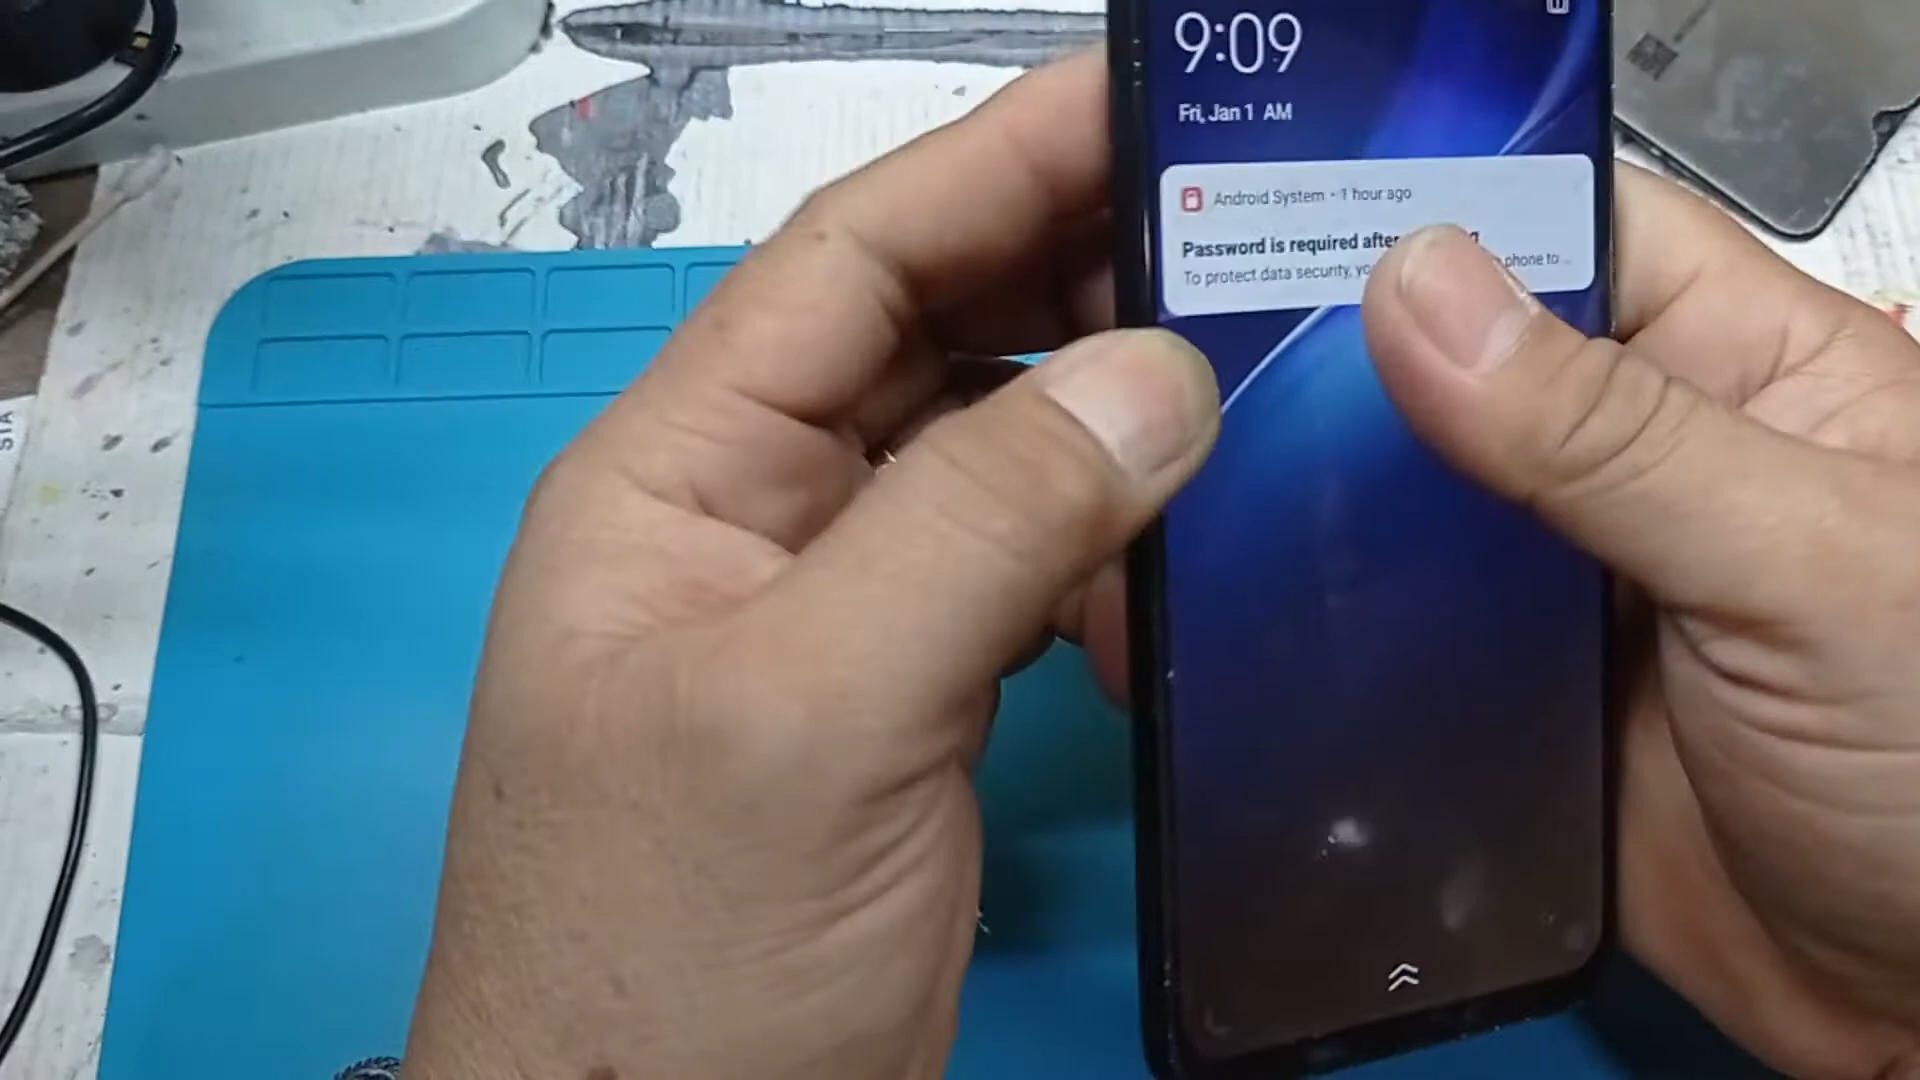 9:09
Fri, Jan 1 AM
Android System • 1 hour ago
Password is required after
To protect data security, yo phone to ...
STA